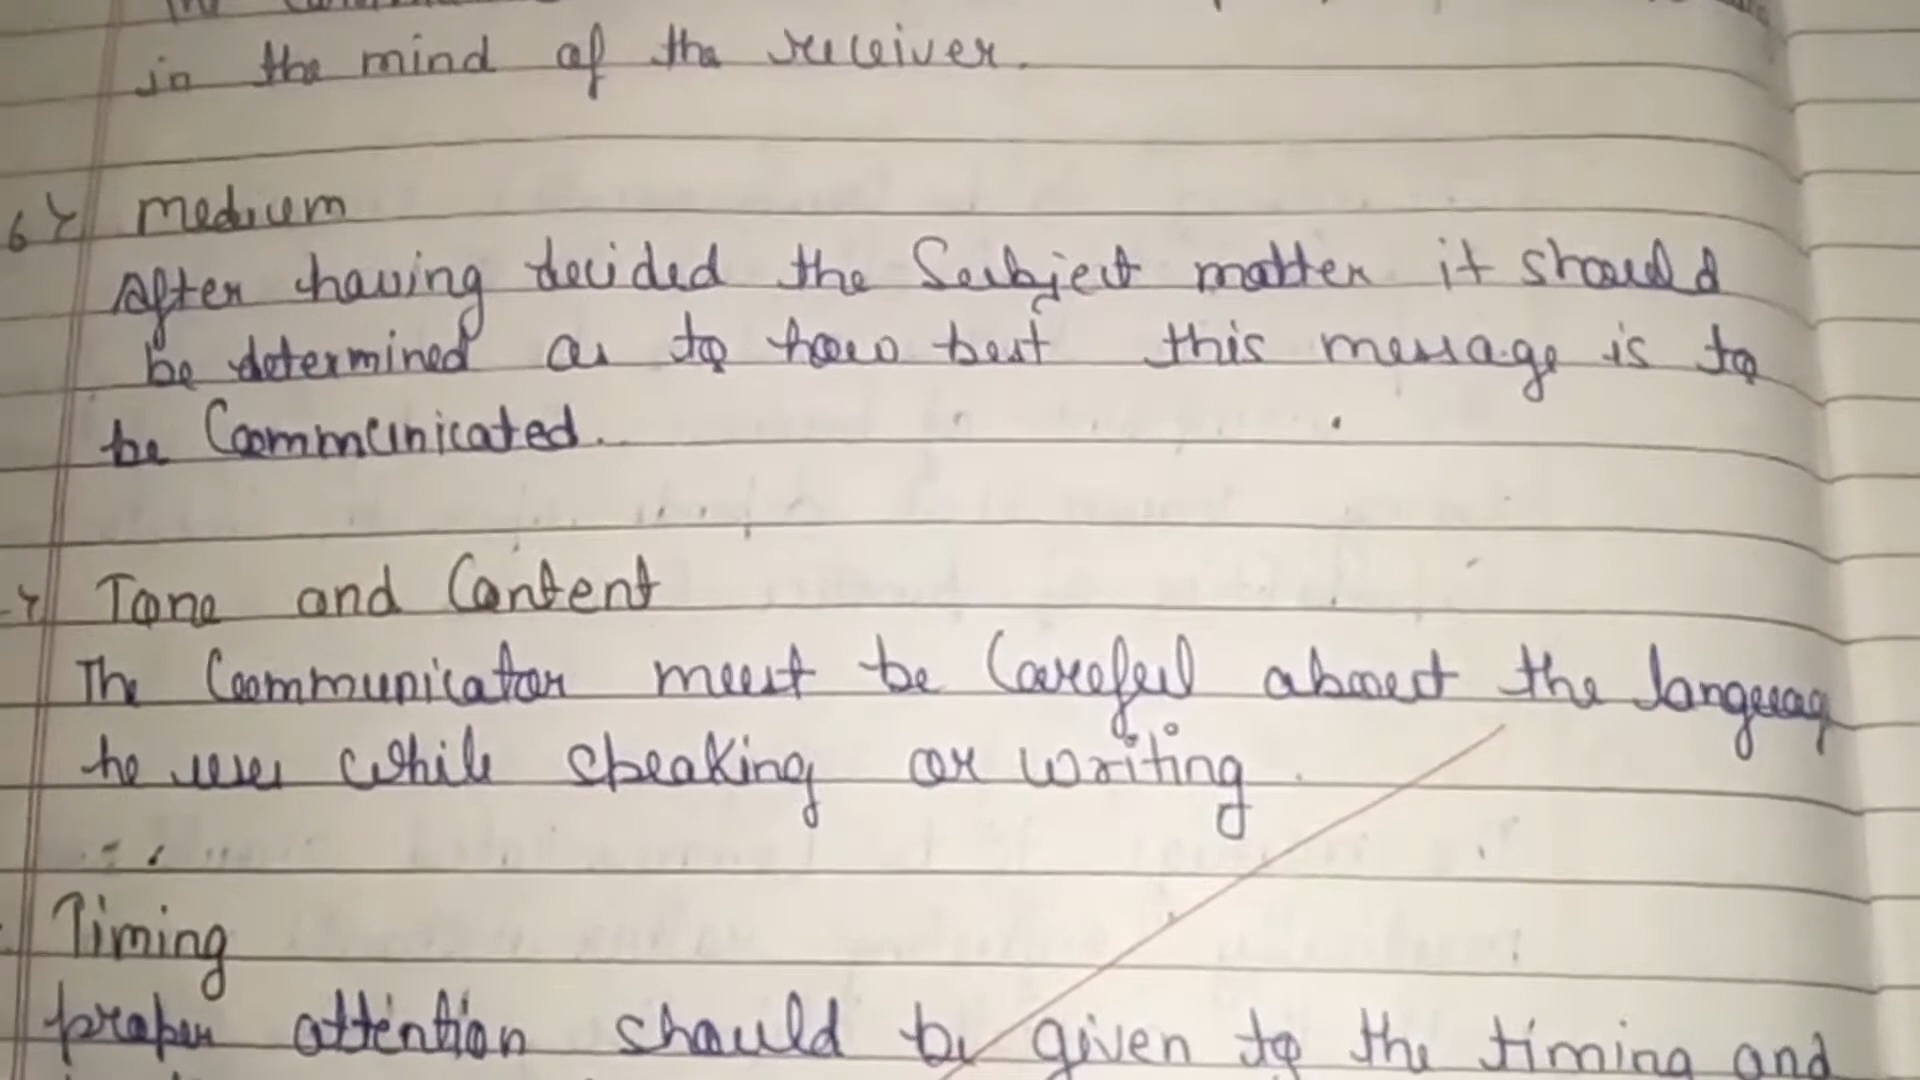 in the mind of the receiver.
6> Medium
After having decided the Subject matter it should
be determined as to how best this message is to
be Communicated.
Tone and Content
The Communicator must be Careful about the languag
he uses while speaking or writing.
Timing
proper attention should be given to the timing and